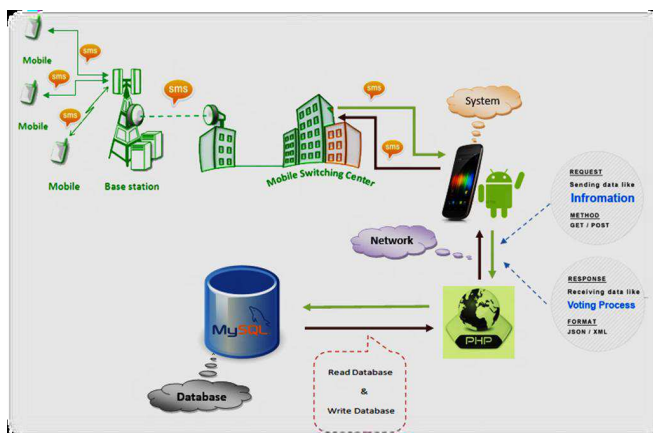 Mobile
sms
sms
Mobile
sms
Mobile
Base station
sms
Mobile Switching Center
sms
sms
System
REQUEST
Sending data like
Infromation
METHOD
GET / POST
Network
RESPONSE
Receiving data like
Voting Process
FORMAT
JSON / XML
MySQL
PHP
Database
Read Database
&
Write Database